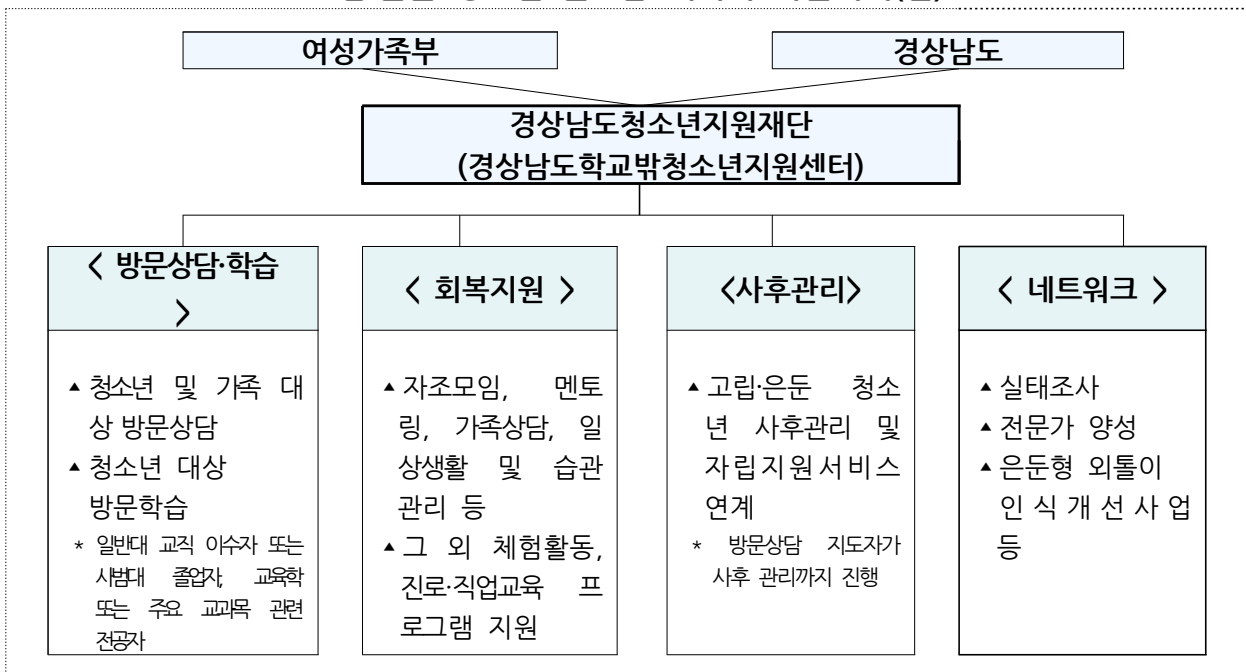 여성가족부
경상남도
경상남도청소년지원재단
(경상남도학교밖청소년지원센터)
< 방문상담·학습
>
▲ 청소년 및 가족 대
상 방문상담
▲ 청소년 대상
방문학습
* 일반대 교직 이수자 또는
사범대 졸업자, 교육학
또는 주요 교과목 관련
전공자
< 회복지원 >
▲ 자조모임, 멘토
링, 가족상담, 일
상생활 및 습관
관리 등
▲ 그 외 체험활동,
진로·직업교육 프
로그램 지원
<사후관리>
▲ 고립·은둔 청소
년 사후관리 및
자립지원서비스
연계
* 방문상담 지도자가
사후 관리까지 진행
< 네트워크 >
▲ 실태조사
▲ 전문가 양성
▲ 은둔형 외톨이
인 식 개 선 사 업
등